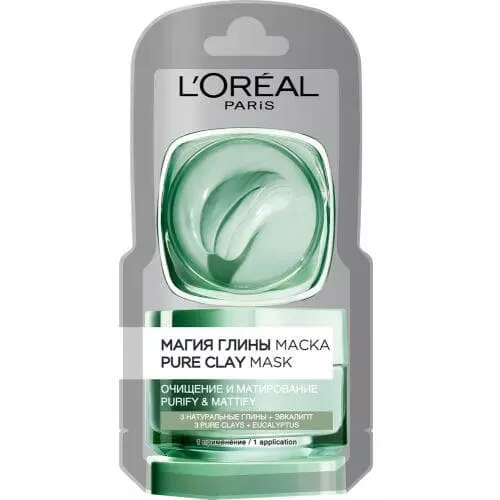 L'ORÉAL
PARIS
МАГИЯ ГЛИНЫ МАСКА
PURE CLAY MASK
ОЧИЩЕНИЕ И МАТИРОВАНИЕ
PURIFY & MATTIFY
3 НАТУРАЛЬНЫЕ ГЛИНЫ + ЭВКАЛИПТ
3 PURE CLAYS + EUCALYPTUS
1 применение / 1 application